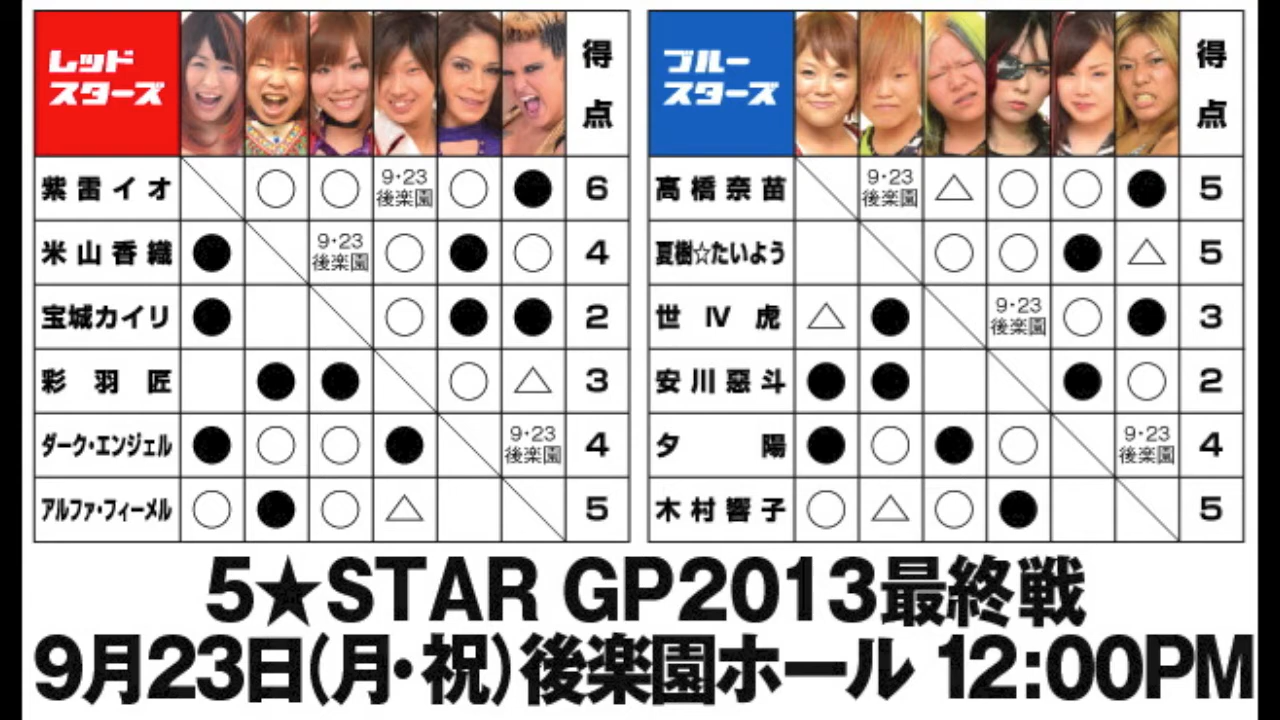 レッド
スターズ
得
点
紫雷イオ ○ ○ 9・23 後楽園 ○ ● 6
米山香織 ● 9・23 後楽園 ○ ● ○ 4
宝城カイリ ● ○ ● ● 2
彩羽匠 ● ● ○ △ 3
ダーク・エンジェル ● ○ ○ ● 9・23 後楽園 4
アルファ・フィーメル ○ ● ○ △ 5
ブルー
スターズ
得
点
高橋奈苗 9・23 後楽園 △ ○ ○ ● 5
夏樹☆たいよう ○ ○ ● △ 5
世Ⅳ虎 △ ● 9・23 後楽園 ○ ● 3
安川惡斗 ● ● ● ○ 2
夕陽 ● ○ ● ○ 9・23 後楽園 4
木村響子 ○ △ ○ ● 5
5★STAR GP2013最終戦
9月23日(月・祝)後楽園ホール 12:00PM